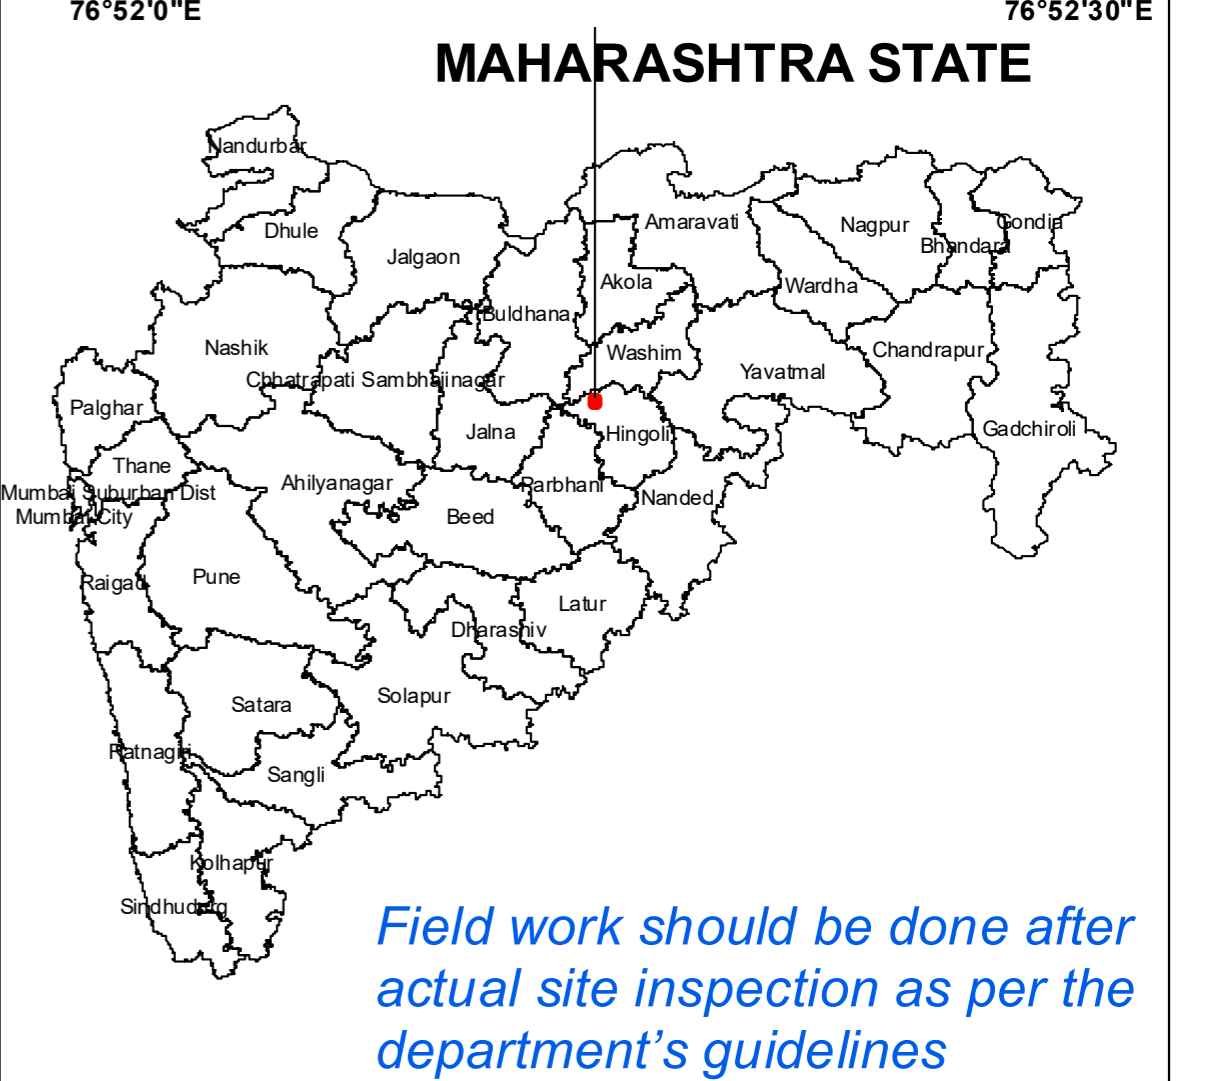 76°52'0"E
76°52'30"E
MAHARASHTRA STATE
Nandurbar
Dhule
Jalgaon
Amaravati
Nagpur
Gondia
Bhandara
Akola
Wardha
Buldhana
Nashik
Washim
Chandrapur
Chhatrapati Sambhajinagar
Yavatmal
Palghar
Jalna
Hingoli
Gadchiroli
Thane
Ahilyanagar
Parbhani
Mumbai Suburban Dist
Nanded
Mumbai City
Beed
Raigad
Pune
Latur
Dharashiv
Solapur
Satara
Ratnagiri
Sangli
Kolhapur
Sindhudurg
Field work should be done after
actual site inspection as per the
department’s guidelines